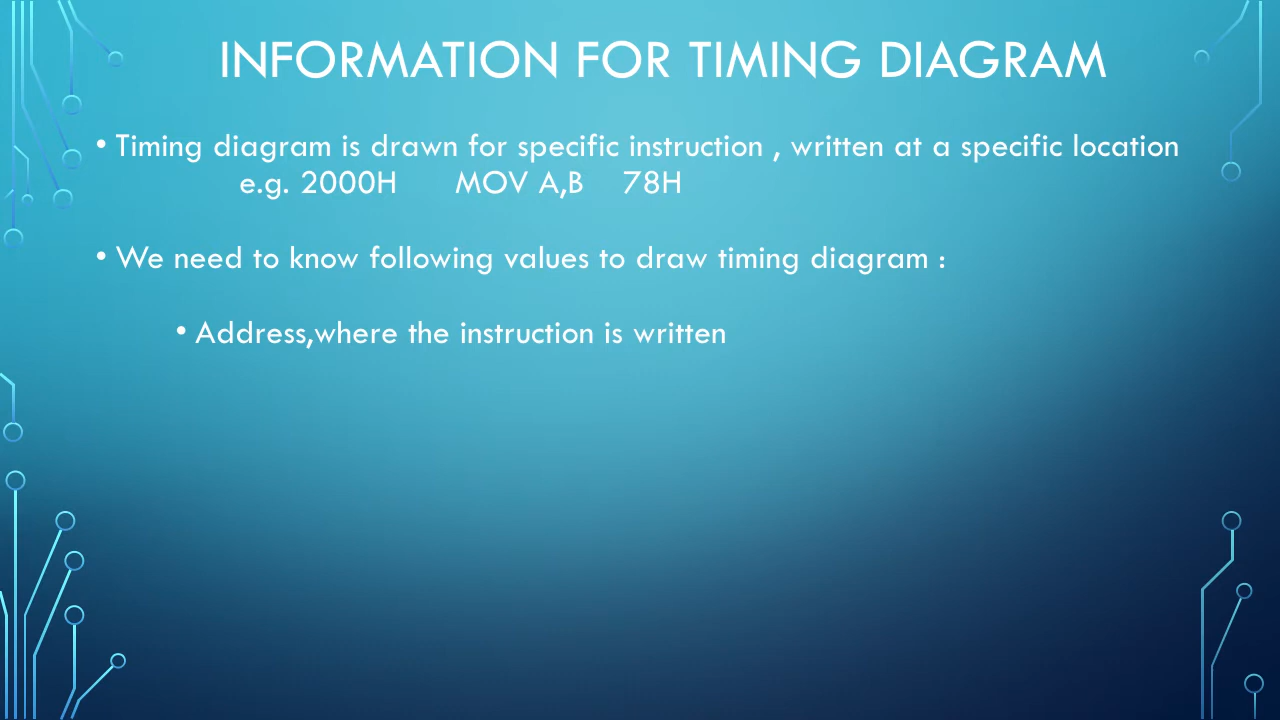 INFORMATION FOR TIMING DIAGRAM
• Timing diagram is drawn for specific instruction , written at a specific location
e.g. 2000H MOV A,B 78H
• We need to know following values to draw timing diagram :
• Address,where the instruction is written